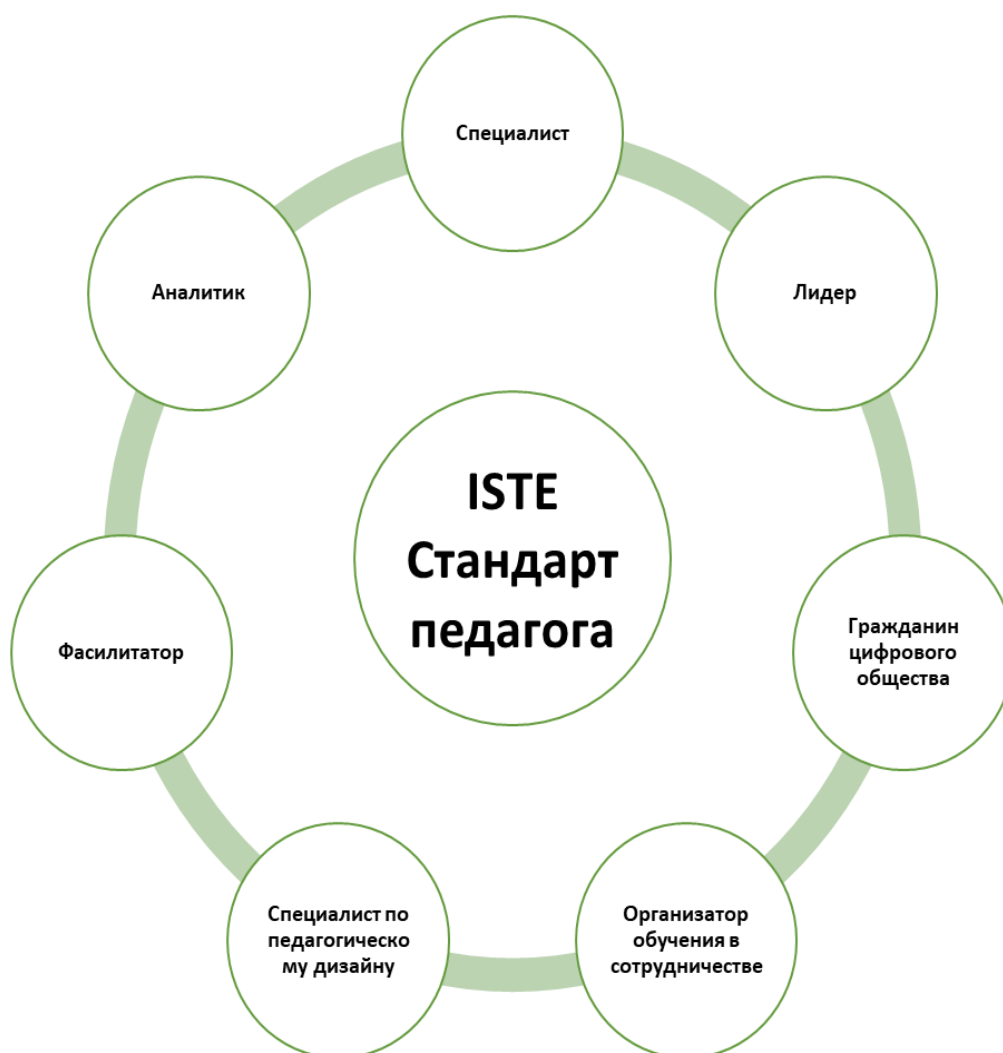 Специалист
Аналитик
Лидер
ISTE
Стандарт
педагога
Фасилитатор
Гражданин
цифрового
общества
Специалист по
педагогическо
му дизайну
Организатор
обучения в
сотрудничестве